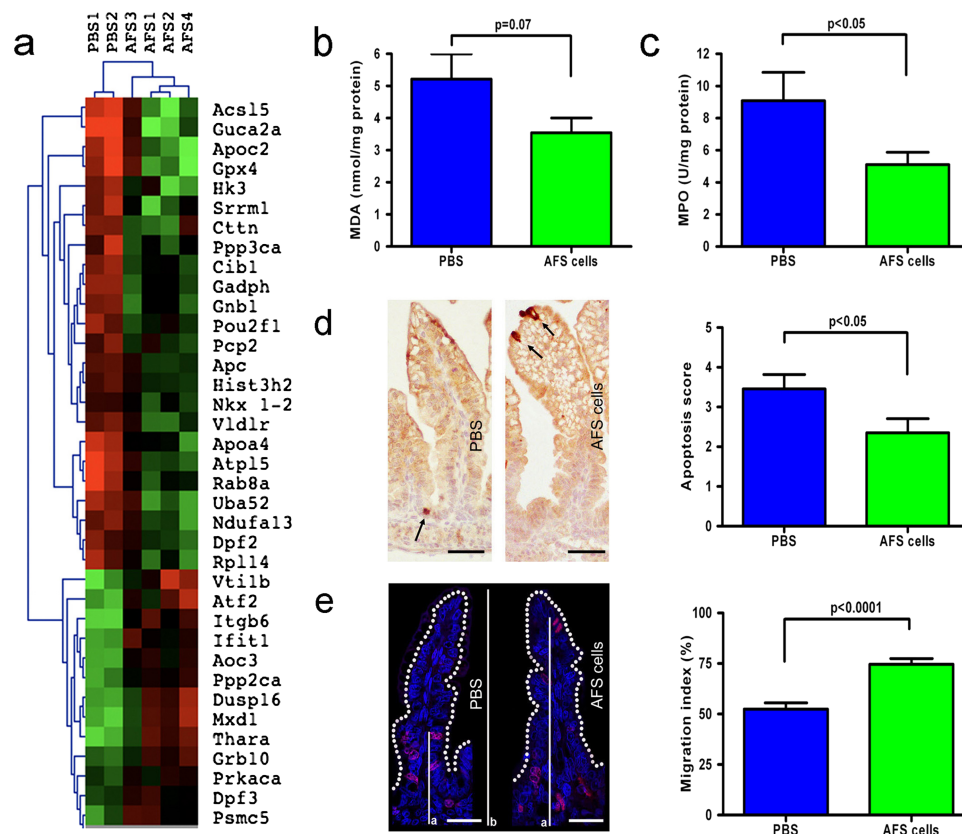 a
PBS1
PBS2
AFS3
AFS1
AFS2
AFS4
Acsl5
Guca2a
Apoc2
Gpx4
Hk3
Srrm1
Cttn
Ppp3ca
Cib1
Gadph
Gnb1
Pou2f1
Pcp2
Apc
Hist3h2
Nkx 1-2
Vldlr
Apoa4
Atpl5
Rab8a
Uba52
Ndufa13
Dpf2
Rpl14
Vti1b
Atf2
Itgb6
Ifit1
Aoc3
Ppp2ca
Dusp16
Mxd1
Thara
Grb10
Prkaca
Dpf3
Psmc5
b
p=0.07
MDA (nmol/mg protein)
6
5
4
3
2
1
0
PBS
AFS cells
c
p<0.05
MPO (U/mg protein)
12
10
8
6
4
2
0
PBS
AFS cells
d
PBS
AFS cells
p<0.05
Apoptosis score
5
4
3
2
1
0
PBS
AFS cells
e
PBS
AFS cells
a
b
a
p<0.0001
Migration index (%)
100
75
50
25
0
PBS
AFS cells